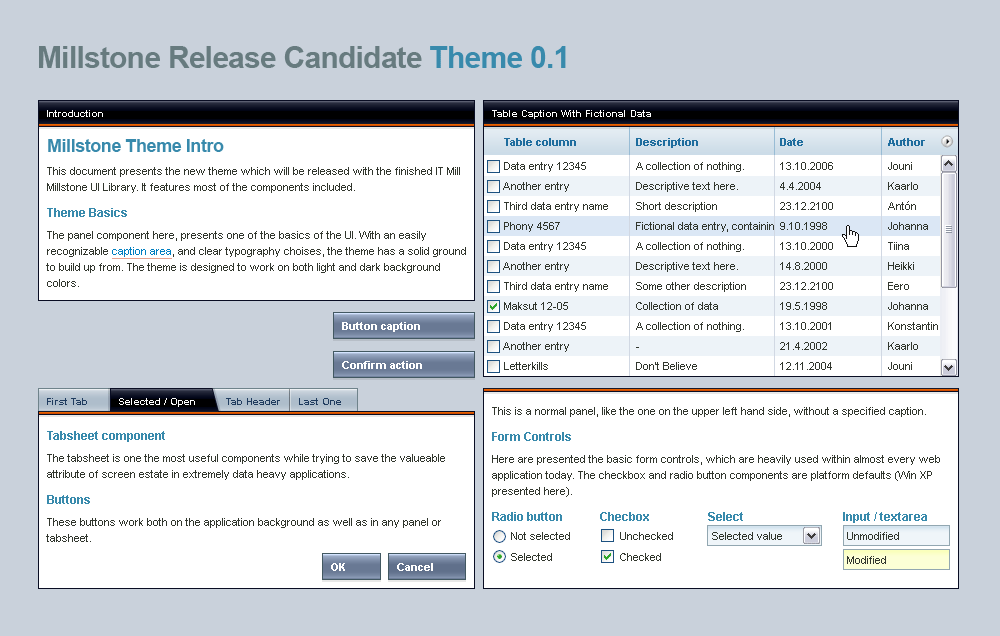 Millstone Release Candidate Theme 0.1
Introduction
Millstone Theme Intro
This document presents the new theme which will be released with the finished IT Mill
Millstone UI Library. It features most of the components included.
Theme Basics
The panel component here, presents one of the basics of the UI. With an easily
recognizable caption area, and clear typography choises, the theme has a solid ground
to build up from. The theme is designed to work on both light and dark background
colors.
Button caption
Confirm action
Table Caption With Fictional Data
Table column Description Date Author
Data entry 12345 A collection of nothing. 13.10.2006 Jouni
Another entry Descriptive text here. 4.4.2004 Kaarlo
Third data entry name Short description 23.12.2100 Antón
Phony 4567 Fictional data entry, containin 9.10.1998 Johanna
Data entry 12345 A collection of nothing. 13.10.2000 Tiina
Another entry Descriptive text here. 14.8.2000 Heikki
Third data entry name Some other description 23.12.2100 Eero
Maksut 12-05 Collection of data 19.5.1998 Johanna
Data entry 12345 A collection of nothing. 13.10.2001 Konstantin
Another entry - 21.4.2002 Kaarlo
Letterkills Don't Believe 12.11.2004 Jouni
First Tab Selected / Open Tab Header Last One
Tabsheet component
The tabsheet is one the most useful components while trying to save the valueable
attribute of screen estate in extremely data heavy applications.
Buttons
These buttons work both on the application background as well as in any panel or
tabsheet.
OK Cancel
This is a normal panel, like the one on the upper left hand side, without a specified caption.
Form Controls
Here are presented the basic form controls, which are heavily used within almost every web
application today. The checkbox and radio button components are platform defaults (Win XP
presented here).
Radio button Checbox Select Input / textarea
Not selected Unchecked Selected value Unmodified
Selected Checked Modified